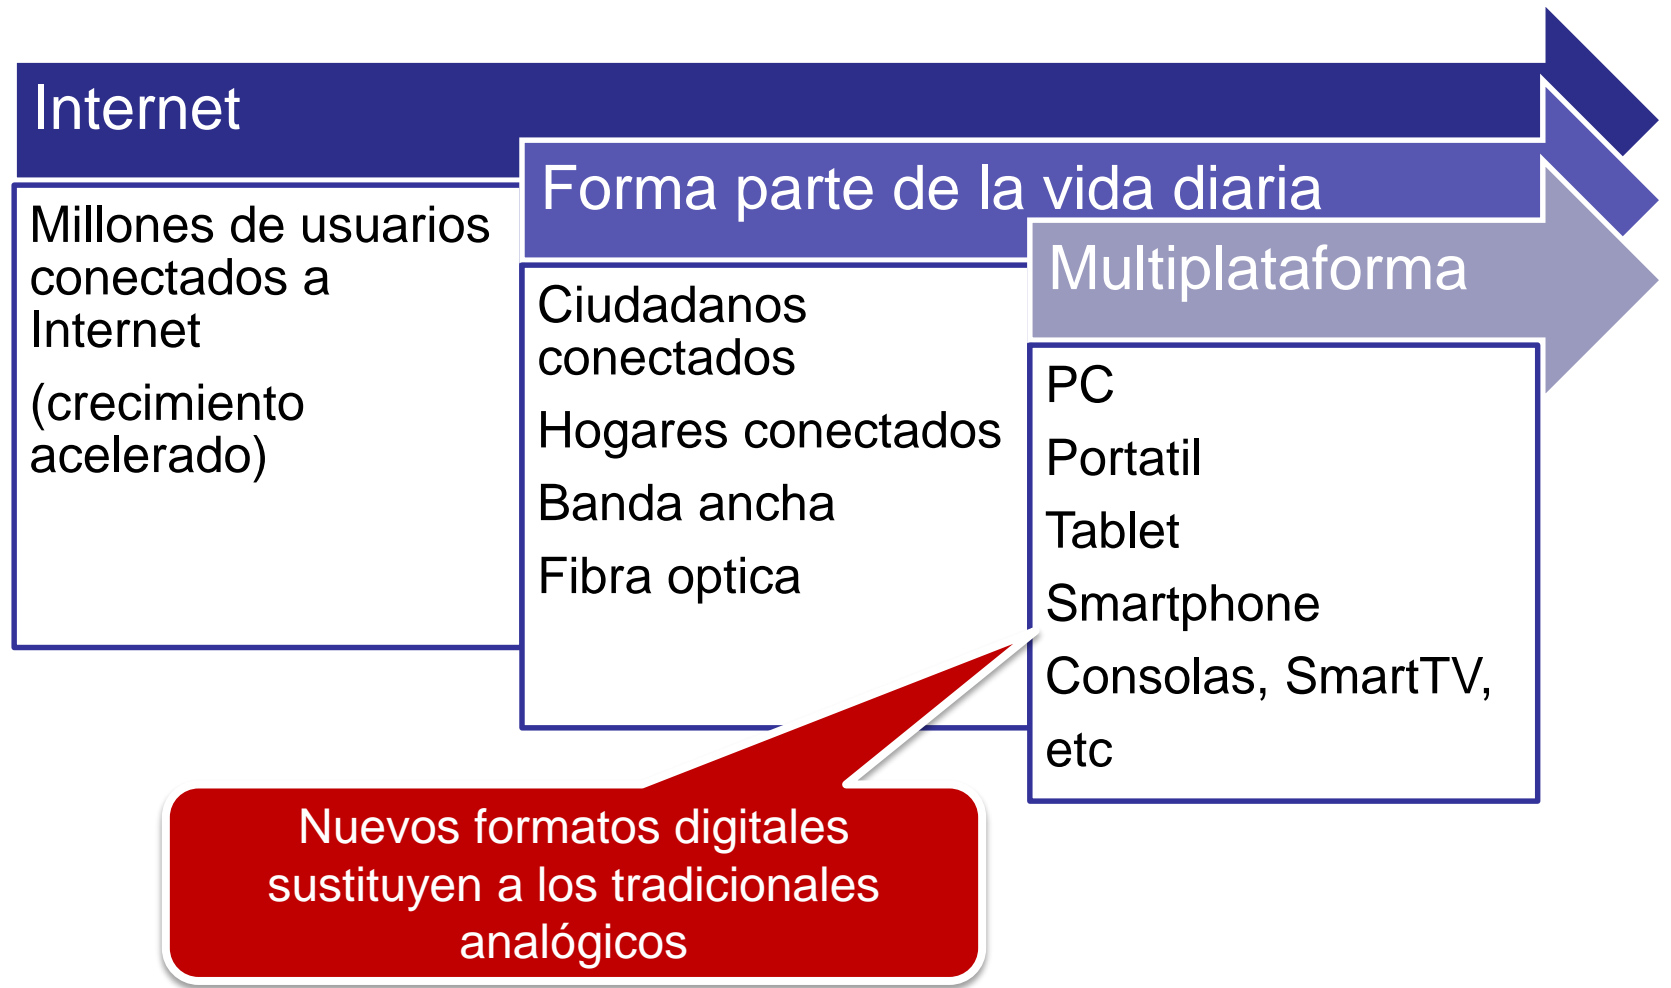 Internet
Millones de usuarios
conectados a
Internet
(crecimiento
acelerado)
Forma parte de la vida diaria
Ciudadanos
conectados
Hogares conectados
Banda ancha
Fibra optica
Multiplataforma
PC
Portatil
Tablet
Smartphone
Consolas, SmartTV,
etc
Nuevos formatos digitales
sustituyen a los tradicionales
analógicos